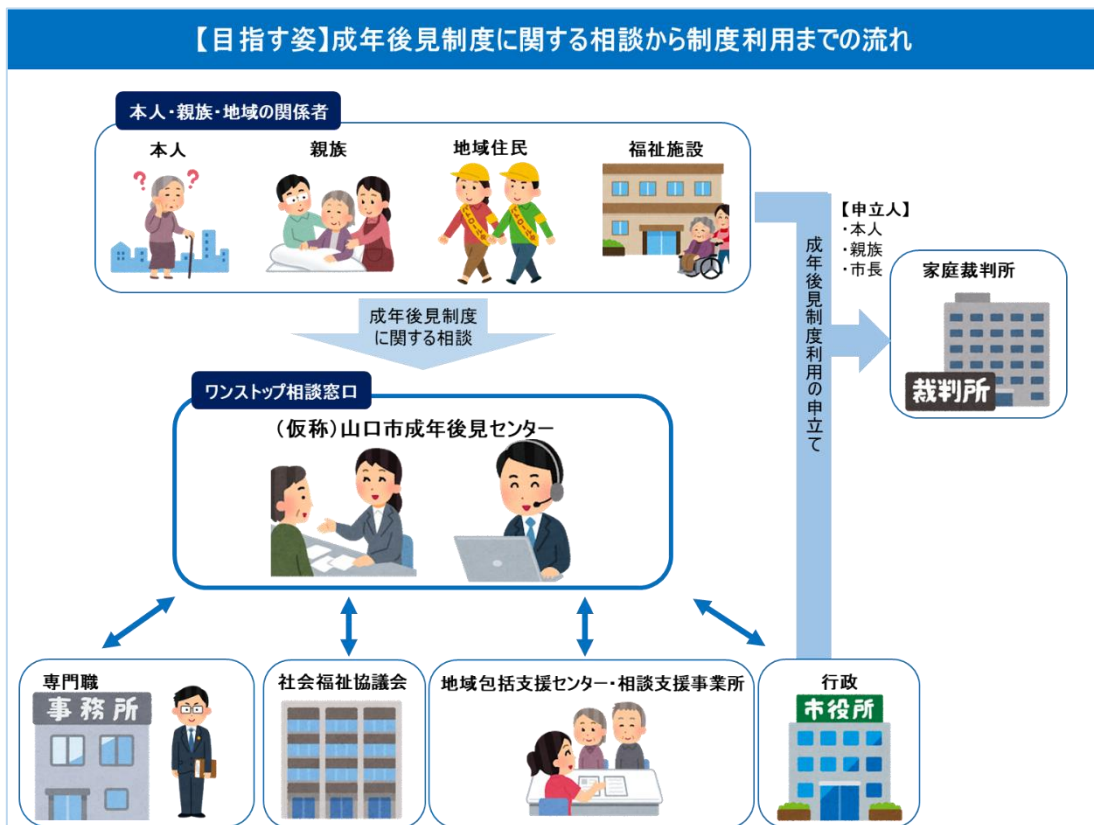 【目指す姿】成年後見制度に関する相談から制度利用までの流れ
本人・親族・地域の関係者
本人
親族
地域住民
福祉施設
成年後見制度
に関する相談
【申立人】
・本人
・親族
・市長
成年後見制度利用の申立て
家庭裁判所
裁判所
ワンストップ相談窓口
（仮称）山口市成年後見センター
専門職
事務所
社会福祉協議会
地域包括支援センター・相談支援事業所
行政
市役所